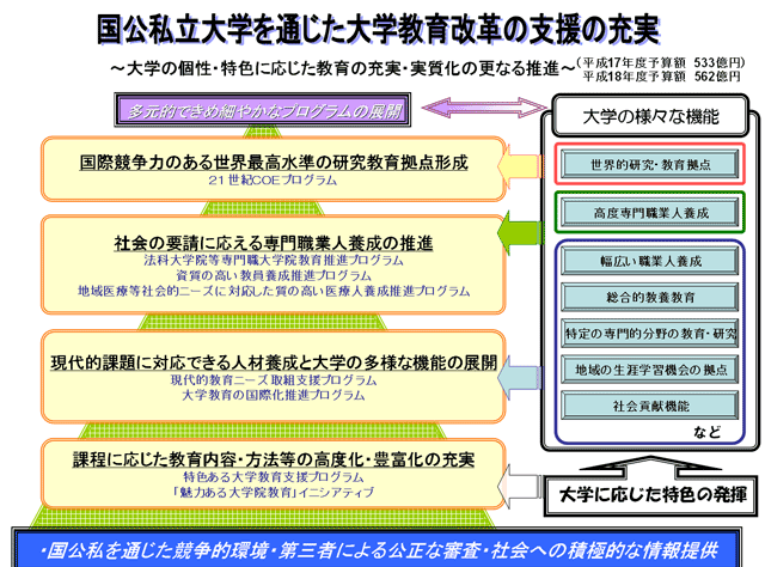 国公私立大学を通じた大学教育改革の支援の充実
～大学の個性・特色に応じた教育の充実・実質化の更なる推進～
(平成17年度予算額 533億円)
平成18年度予算額 562億円
多元的できめ細やかなプログラムの展開
大学の様々な機能
国際競争力のある世界最高水準の研究教育拠点形成
21世紀COEプログラム
世界的研究・教育拠点
高度専門職業人養成
社会の要請に応える専門職業人養成の推進
法科大学院等専門職大学院教育推進プログラム
資質の高い教員養成推進プログラム
地域医療等社会的ニーズに対応した質の高い医療人養成推進プログラム
幅広い職業人養成
総合的教養教育
特定の専門的分野の教育・研究
地域の生涯学習機会の拠点
社会貢献機能
など
現代的課題に対応できる人材養成と大学の多様な機能の展開
現代的教育ニーズ取組支援プログラム
大学教育の国際化推進プログラム
課程に応じた教育内容・方法等の高度化・豊富化の充実
特色ある大学教育支援プログラム
「魅力ある大学院教育」イニシアティブ
大学に応じた特色の発揮
・国公私を通じた競争的環境・第三者による公正な審査・社会への積極的な情報提供